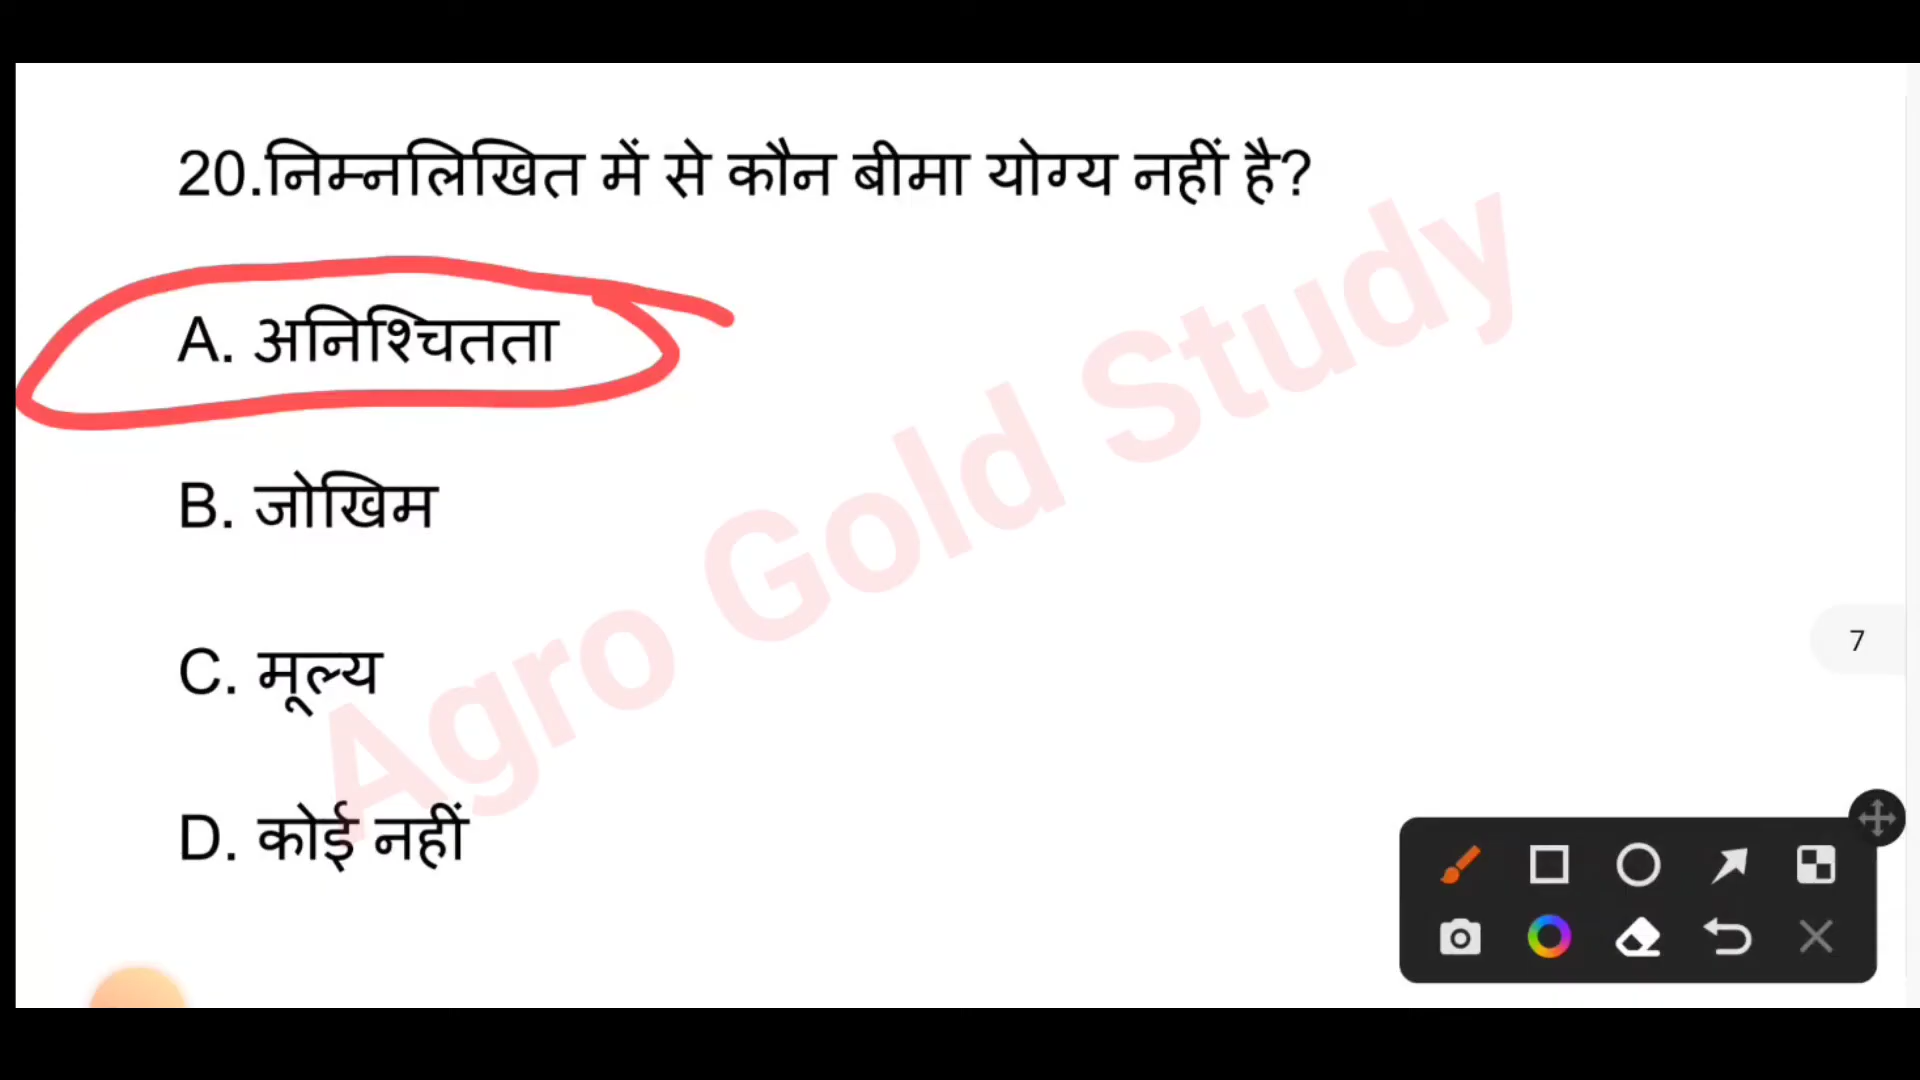 20.निम्नलिखित में से कौन बीमा योग्य नहीं है?
A. अनिश्चितता
B. जोखिम
C. मूल्य
D. कोई नहीं
Agro Gold Study
7